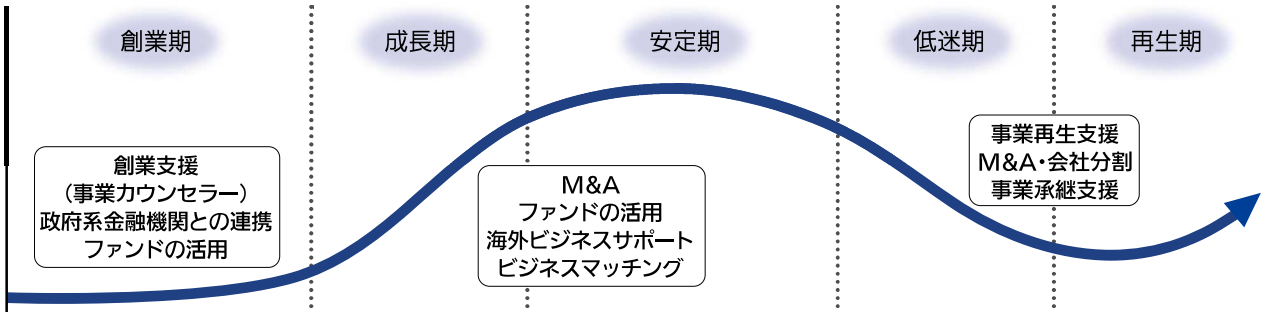 創業期
成長期
安定期
低迷期
再生期
創業支援
（事業カウンセラー）
政府系金融機関との連携
ファンドの活用
M&A
ファンドの活用
海外ビジネスサポート
ビジネスマッチング
事業再生支援
M&A・会社分割
事業承継支援